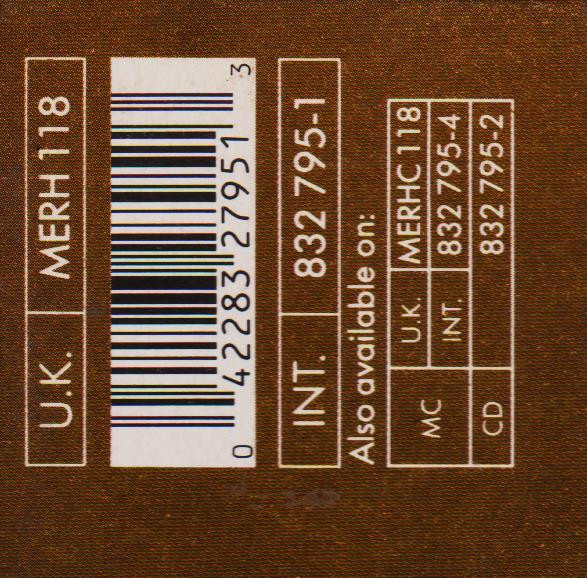 U.K. MERH 118
0 42283 27951 3
INT. 832 795-1
Also available on:
MC U.K. MERHC 118
INT. 832 795-4
CD 832 795-2